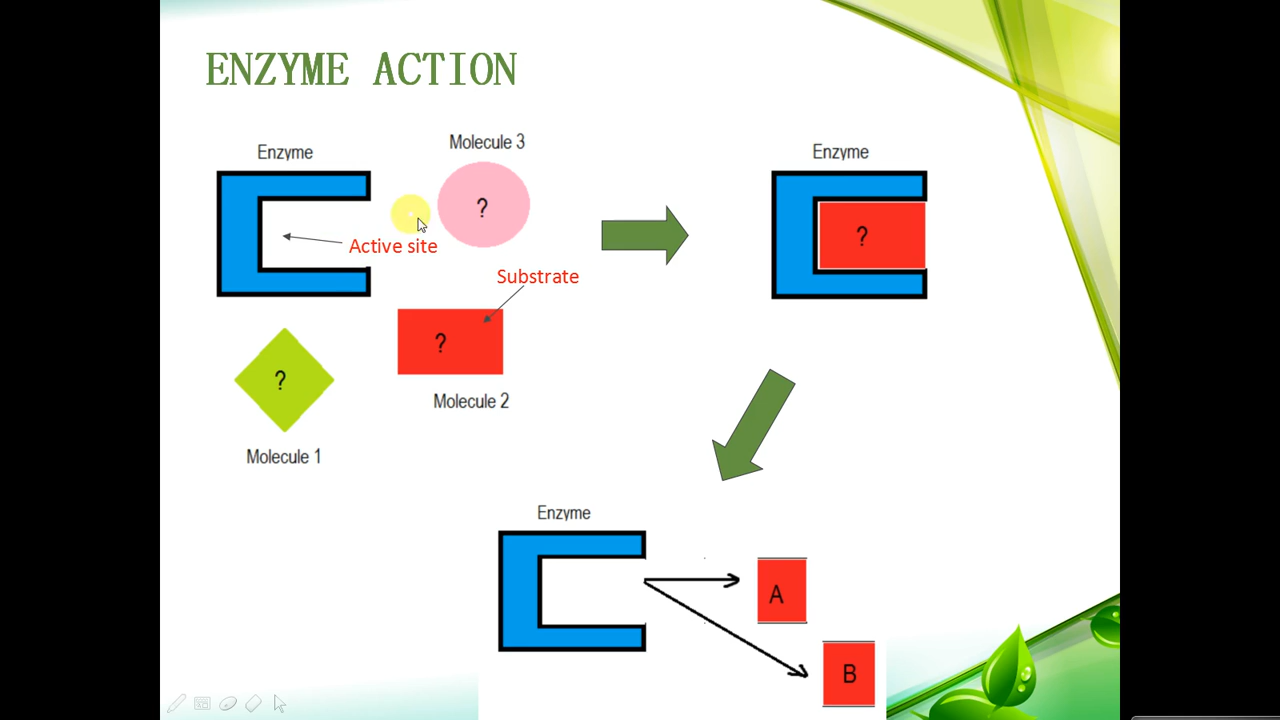 ENZYME ACTION
Enzyme
Molecule 3
?
Active site
Substrate
?
Molecule 2
?
Molecule 1
Enzyme
?
Enzyme
A
B